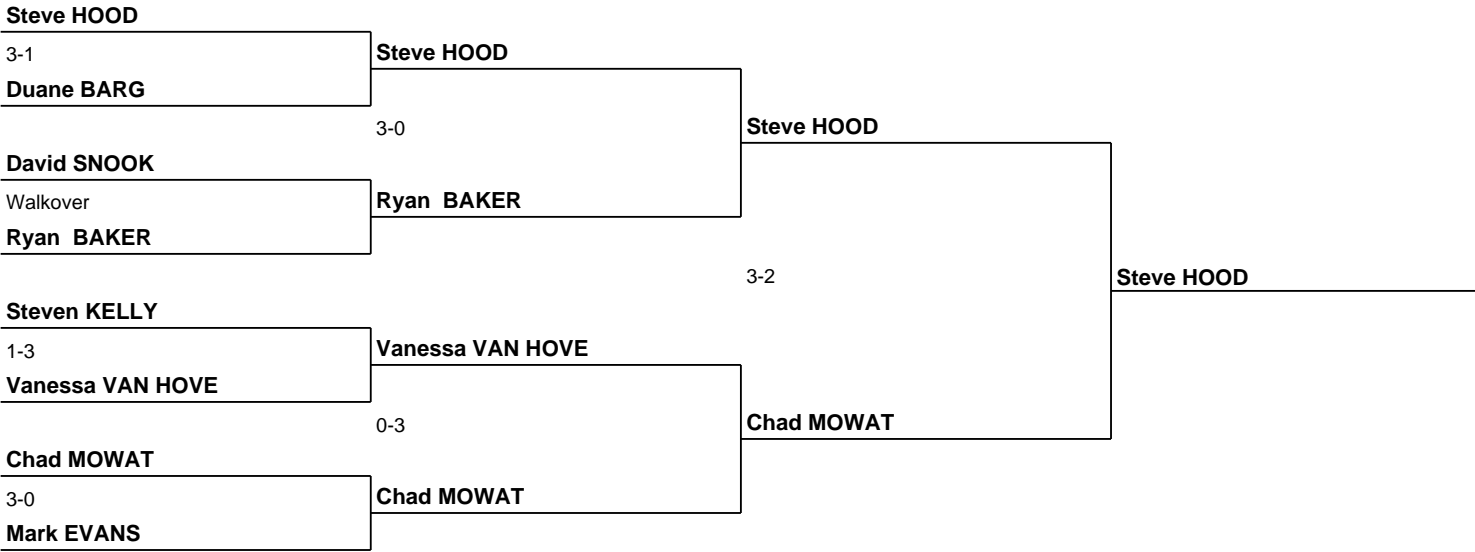 Steve HOOD
3-1
Duane BARG
David SNOOK
Walkover
Ryan  BAKER
Steven KELLY
1-3
Vanessa VAN HOVE
Chad MOWAT
3-0
Mark EVANS
Steve HOOD
3-0
Ryan  BAKER
Vanessa VAN HOVE
0-3
Chad MOWAT
Steve HOOD
3-2
Chad MOWAT
Steve HOOD